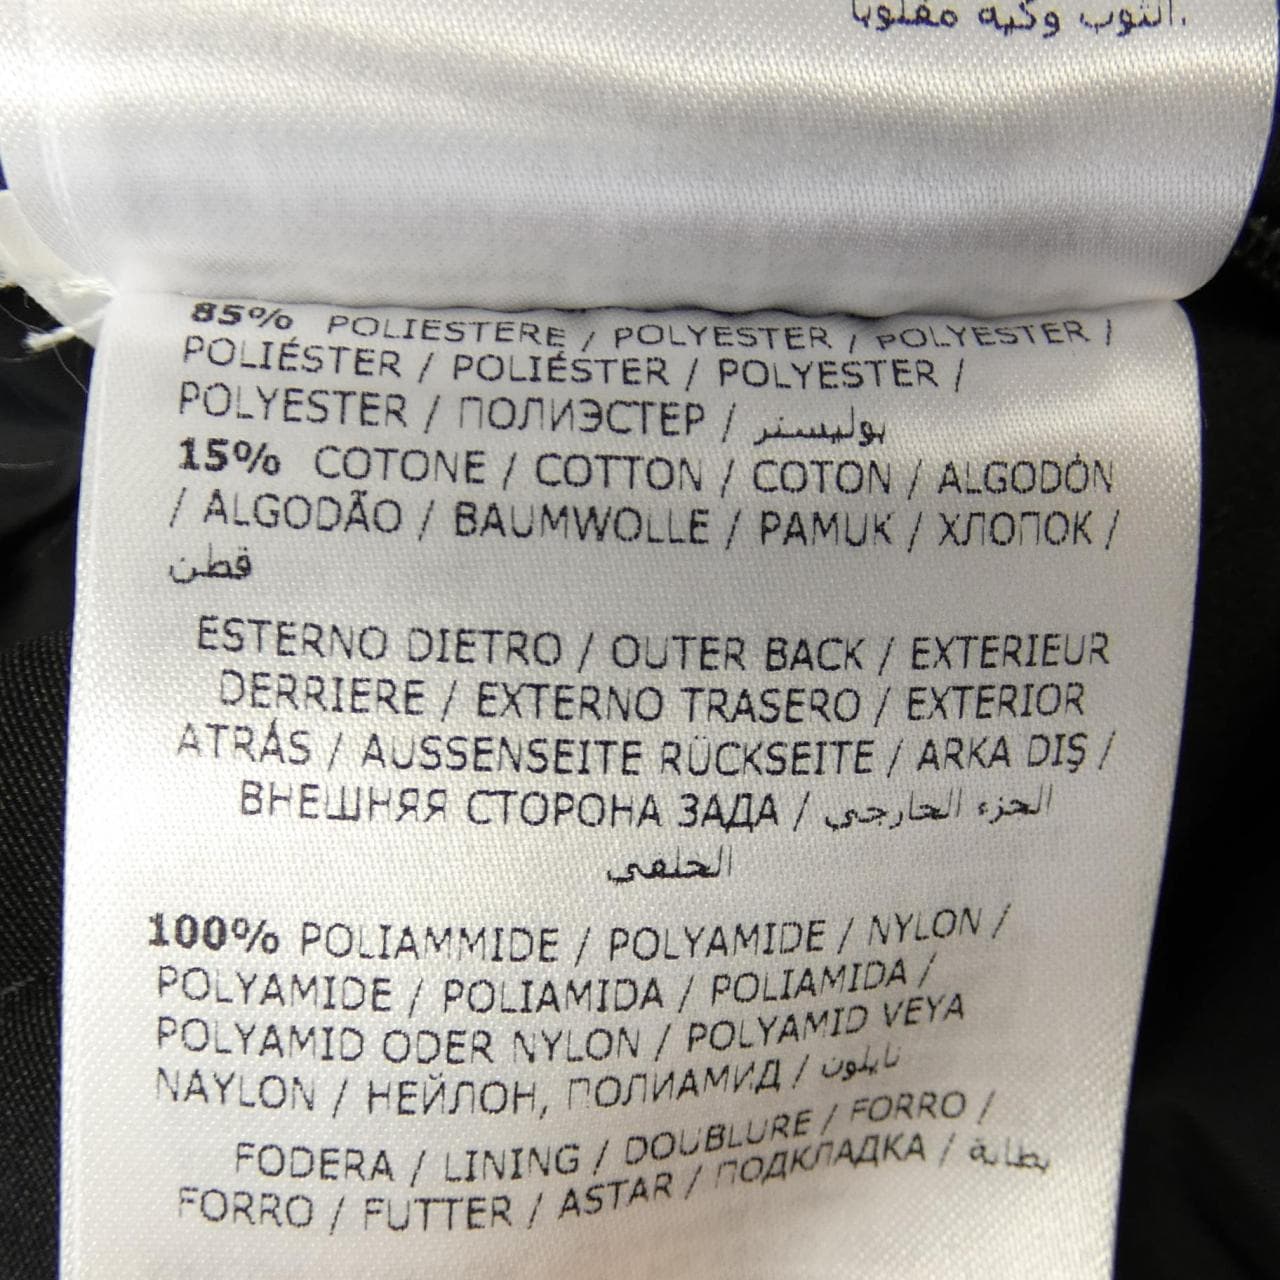 الثوب وكيه مقلوبا.
85% POLIESTERE / POLYESTER / POLYESTER /
POLIÉSTER / POLIÉSTER / POLYESTER /
POLYESTER / ПОЛИЭСТЕР / بوليستر
15% COTONE / COTTON / COTON / ALGODÓN
/ ALGODÃO / BAUMWOLLE / PAMUK / ХЛОПОК /
قطن
ESTERNO DIETRO / OUTER BACK / EXTERIEUR
DERRIERE / EXTERNO TRASERO / EXTERIOR
ATRÁS / AUSSENSEITE RÜCKSEITE / ARKA DIŞ /
ВНЕШНЯЯ СТОРОНА ЗАДА / الجزء الخارجي
الخلفي
100% POLIAMMIDE / POLYAMIDE / NYLON /
POLYAMIDE / POLIAMIDA / POLIAMIDA /
POLYAMID ODER NYLON / POLYAMID VEYA
NAYLON / НЕЙЛОН, ПОЛИАМИД / نايلون
FODERA / LINING / DOUBLURE / FORRO /
FORRO / FUTTER / ASTAR / ПОДКЛАДКА / بطانة